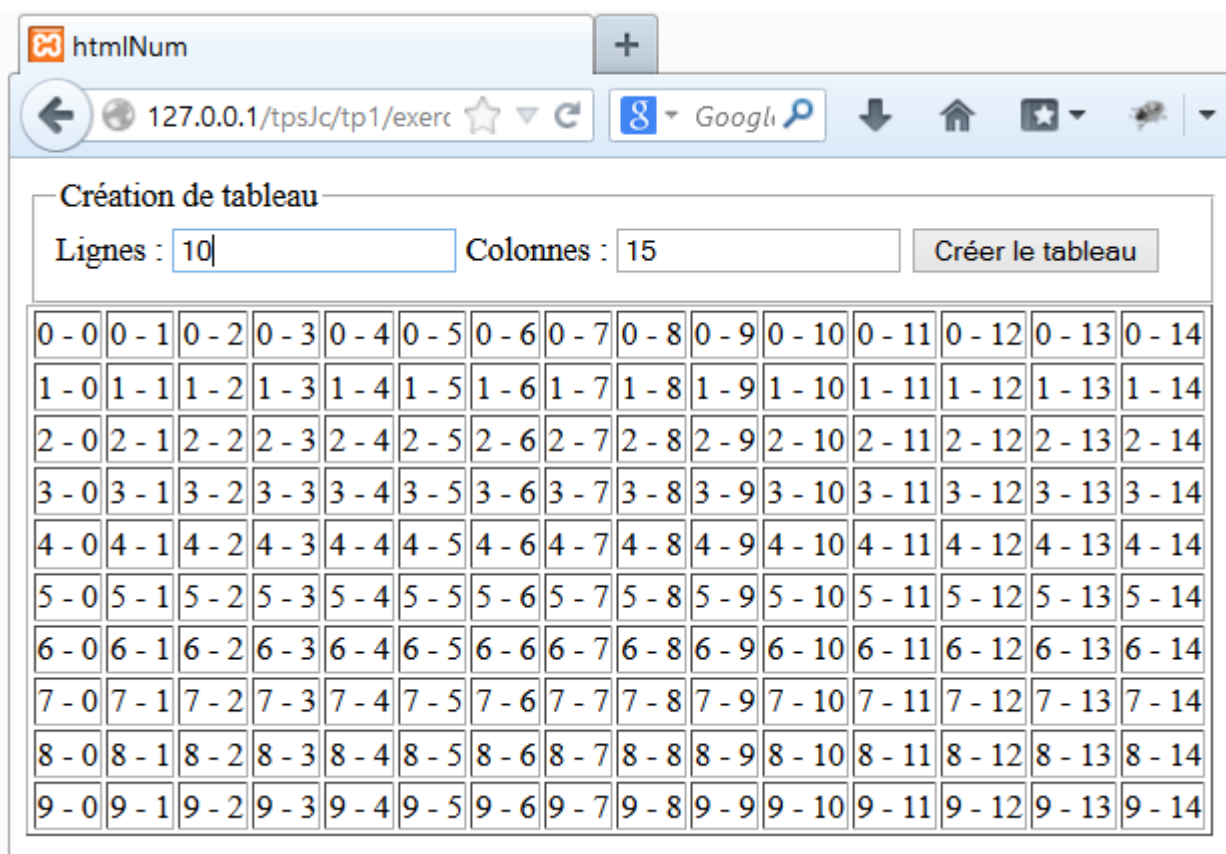 htmlNum
127.0.0.1/tpsJc/tp1/exerc
Google
Création de tableau
Lignes : 10 Colonnes : 15 Créer le tableau
0 - 0 0 - 1 0 - 2 0 - 3 0 - 4 0 - 5 0 - 6 0 - 7 0 - 8 0 - 9 0 - 10 0 - 11 0 - 12 0 - 13 0 - 14
1 - 0 1 - 1 1 - 2 1 - 3 1 - 4 1 - 5 1 - 6 1 - 7 1 - 8 1 - 9 1 - 10 1 - 11 1 - 12 1 - 13 1 - 14
2 - 0 2 - 1 2 - 2 2 - 3 2 - 4 2 - 5 2 - 6 2 - 7 2 - 8 2 - 9 2 - 10 2 - 11 2 - 12 2 - 13 2 - 14
3 - 0 3 - 1 3 - 2 3 - 3 3 - 4 3 - 5 3 - 6 3 - 7 3 - 8 3 - 9 3 - 10 3 - 11 3 - 12 3 - 13 3 - 14
4 - 0 4 - 1 4 - 2 4 - 3 4 - 4 4 - 5 4 - 6 4 - 7 4 - 8 4 - 9 4 - 10 4 - 11 4 - 12 4 - 13 4 - 14
5 - 0 5 - 1 5 - 2 5 - 3 5 - 4 5 - 5 5 - 6 5 - 7 5 - 8 5 - 9 5 - 10 5 - 11 5 - 12 5 - 13 5 - 14
6 - 0 6 - 1 6 - 2 6 - 3 6 - 4 6 - 5 6 - 6 6 - 7 6 - 8 6 - 9 6 - 10 6 - 11 6 - 12 6 - 13 6 - 14
7 - 0 7 - 1 7 - 2 7 - 3 7 - 4 7 - 5 7 - 6 7 - 7 7 - 8 7 - 9 7 - 10 7 - 11 7 - 12 7 - 13 7 - 14
8 - 0 8 - 1 8 - 2 8 - 3 8 - 4 8 - 5 8 - 6 8 - 7 8 - 8 8 - 9 8 - 10 8 - 11 8 - 12 8 - 13 8 - 14
9 - 0 9 - 1 9 - 2 9 - 3 9 - 4 9 - 5 9 - 6 9 - 7 9 - 8 9 - 9 9 - 10 9 - 11 9 - 12 9 - 13 9 - 14